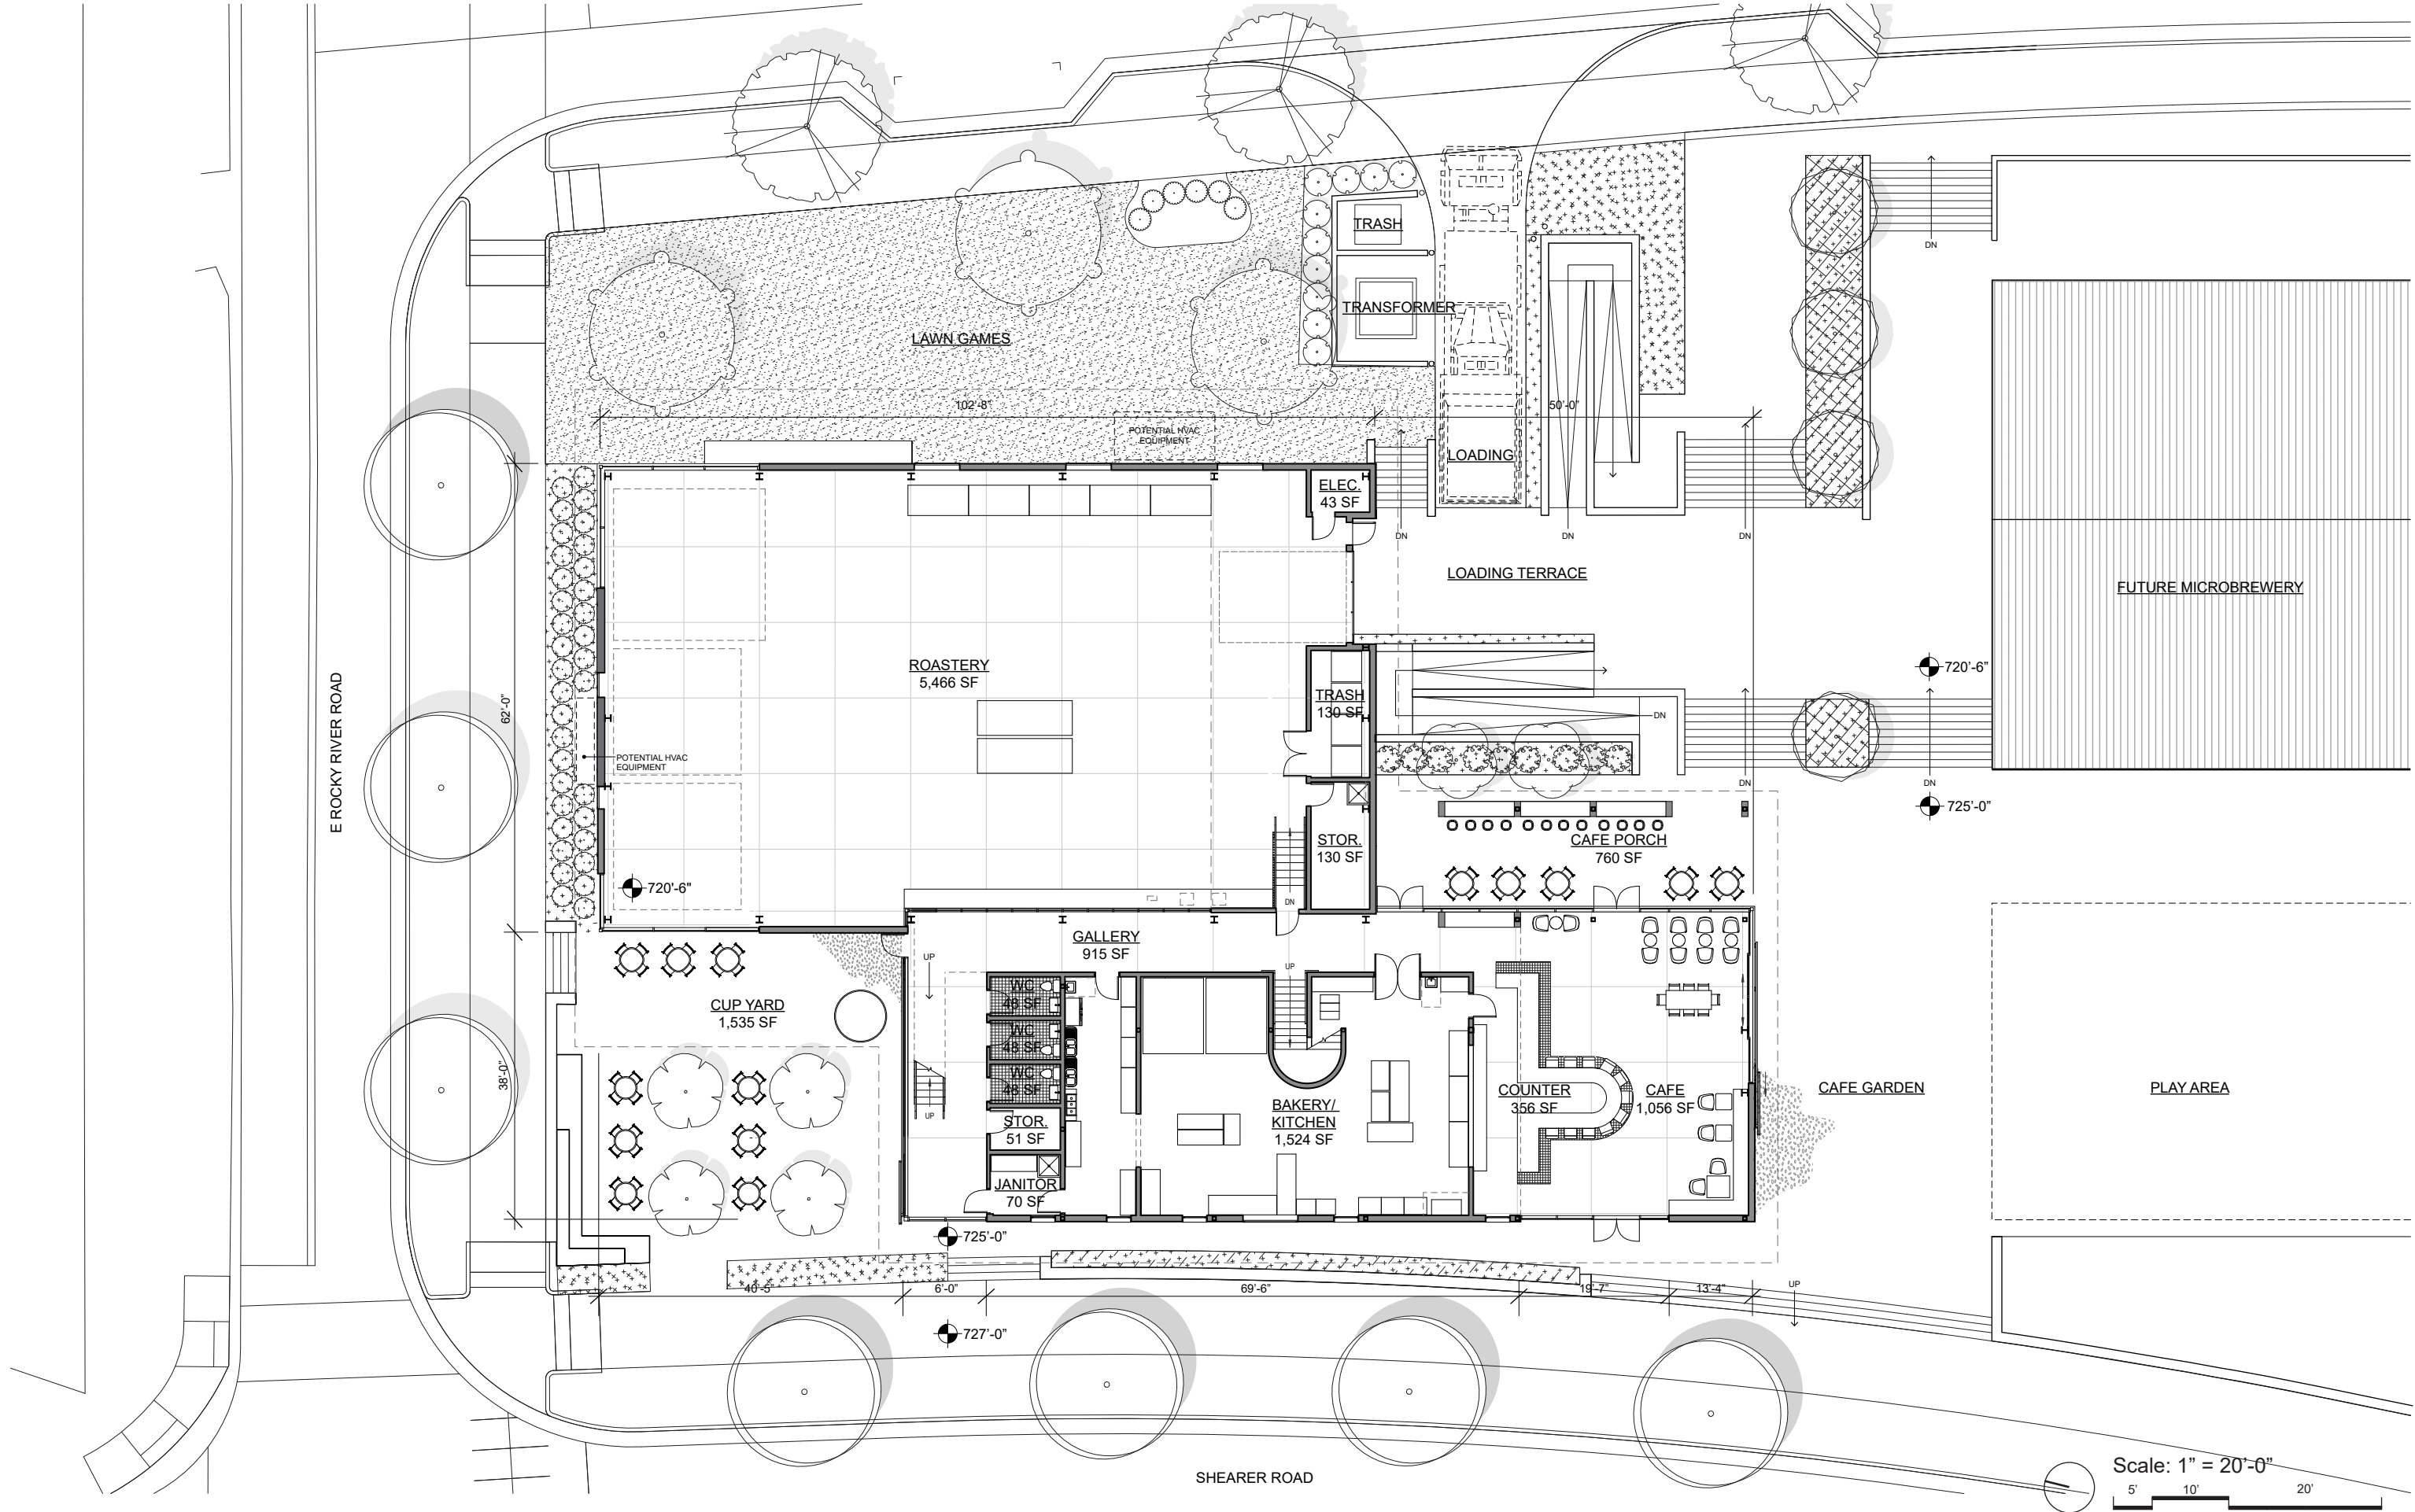 TRASH
DN
TRANSFORMER
LAWN GAMES
102'-8"
50'-0"
POTENTIAL HVAC
EQUIPMENT
LOADING
ELEC.
43 SF
DN
DN
DN
LOADING TERRACE
FUTURE MICROBREWERY
ROASTERY
5,466 SF
720'-6"
E ROCKY RIVER ROAD
62'-0"
TRASH
130 SF
DN
POTENTIAL HVAC
EQUIPMENT
DN
DN
725'-0"
STOR.
130 SF
CAFE PORCH
760 SF
720'-6"
DN
GALLERY
915 SF
UP
UP
CUP YARD
1,535 SF
WC
48 SF
WC
48 SF
WC
48 SF
38'-0"
UP
STOR.
51 SF
BAKERY/
KITCHEN
1,524 SF
COUNTER
356 SF
CAFE
1,056 SF
CAFE GARDEN
PLAY AREA
JANITOR
70 SF
725'-0"
40'-5"
6'-0"
69'-6"
19'-7"
13'-4"
UP
727'-0"
SHEARER ROAD
Scale: 1" = 20'-0"
5'
10'
20'